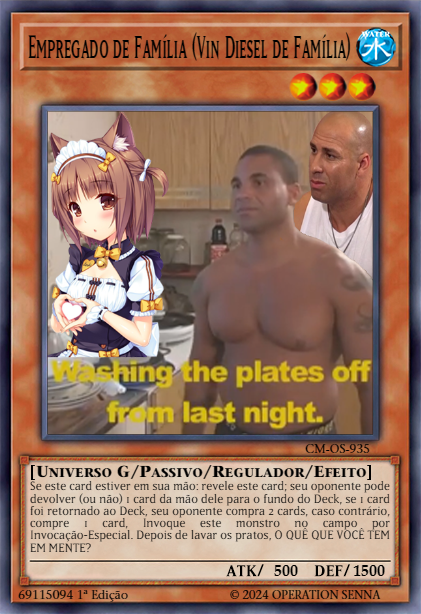 Empregado de Família (Vin Diesel de Família)
WATER
水
Washing the plates off
from last night.
CM-OS-935
[Universo G/Passivo/Regulador/Efeito]
Se este card estiver em sua mão: revele este card; seu oponente pode
devolver (ou não) 1 card da mão dele para o fundo do Deck, se 1 card
foi retornado ao Deck, seu oponente compra 2 cards, caso contrário,
compre 1 card, Invoque este monstro no campo por
Invocação-Especial. Depois de lavar os pratos, O QUÊ QUE VOCÊ TEM
EM MENTE?
ATK/ 500 DEF/1500
69115094 1ª Edição © 2024 OPERATION SENNA